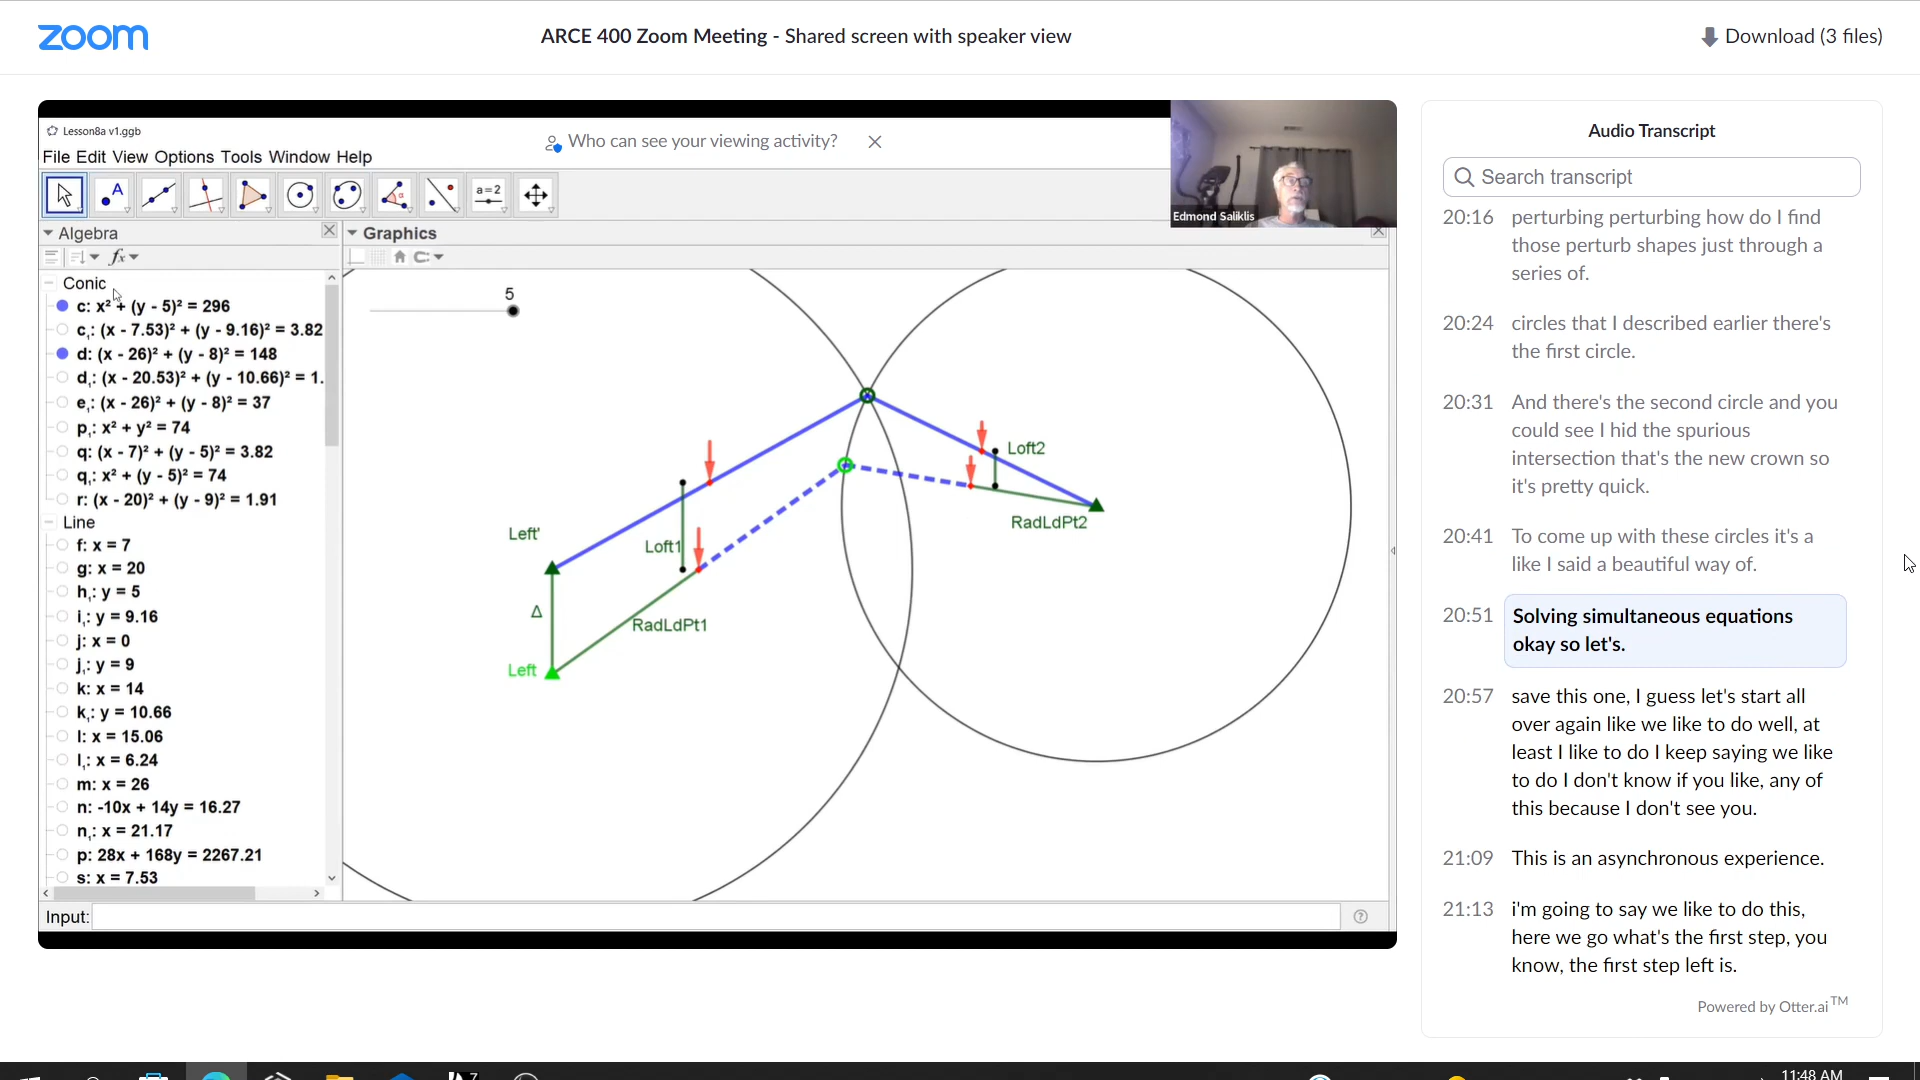 zoom
ARCE 400 Zoom Meeting - Shared screen with speaker view
Download (3 files)
Lesson8a v1.ggb
Who can see your viewing activity?
File Edit View Options Tools Window Help
A
α
a=2
Edmond Saliklis
Algebra
Graphics
fx
Conic
c: x² + (y - 5)² = 296
c₁: (x - 7.53)² + (y - 9.16)² = 3.82
d: (x - 26)² + (y - 8)² = 148
d₁: (x - 20.53)² + (y - 10.66)² = 1.
e₁: (x - 26)² + (y - 8)² = 37
p₁: x² + y² = 74
q: (x - 7)² + (y - 5)² = 3.82
q₁: x² + (y - 5)² = 74
r: (x - 20)² + (y - 9)² = 1.91
Line
f: x = 7
g: x = 20
h₁: y = 5
i₁: y = 9.16
j: x = 0
j₁: y = 9
k: x = 14
k₁: y = 10.66
l: x = 15.06
l₁: x = 6.24
m: x = 26
n: -10x + 14y = 16.27
n₁: x = 21.17
p: 28x + 168y = 2267.21
s: x = 7.53
5
Loft2
RadLdPt2
Left'
Loft1
Δ
RadLdPt1
Left
Input:
Audio Transcript
Search transcript
20:16 perturbing perturbing how do I find
those perturb shapes just through a
series of.
20:24 circles that I described earlier there's
the first circle.
20:31 And there's the second circle and you
could see I hid the spurious
intersection that's the new crown so
it's pretty quick.
20:41 To come up with these circles it's a
like I said a beautiful way of.
20:51 Solving simultaneous equations
okay so let's.
20:57 save this one, I guess let's start all
over again like we like to do well, at
least I like to do I keep saying we like
to do I don't know if you like, any of
this because I don't see you.
21:09 This is an asynchronous experience.
21:13 i'm going to say we like to do this,
here we go what's the first step, you
know, the first step left is.
Powered by Otter.ai™
11:48 AM